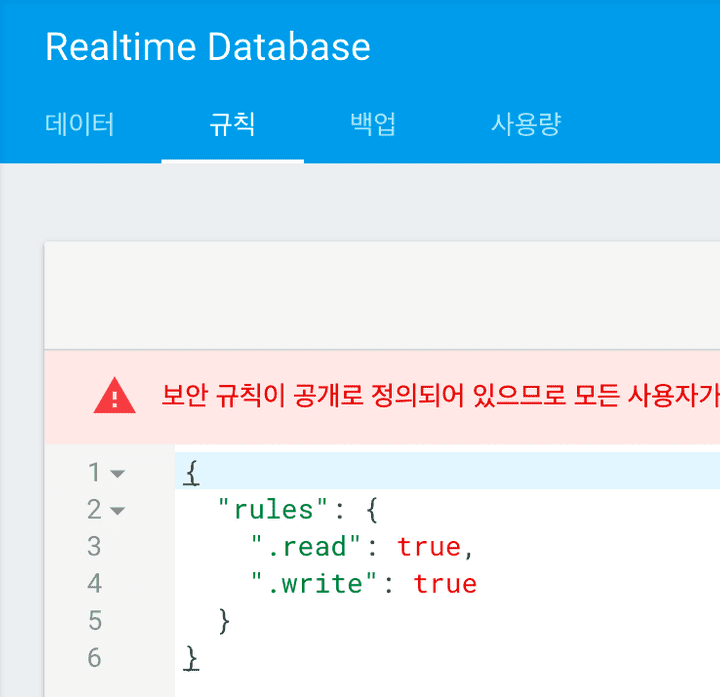 Realtime Database
데이터 규칙 백업 사용량
보안 규칙이 공개로 정의되어 있으므로 모든 사용자가
1 {
2 "rules": {
3 ".read": true,
4 ".write": true
5 }
6 }